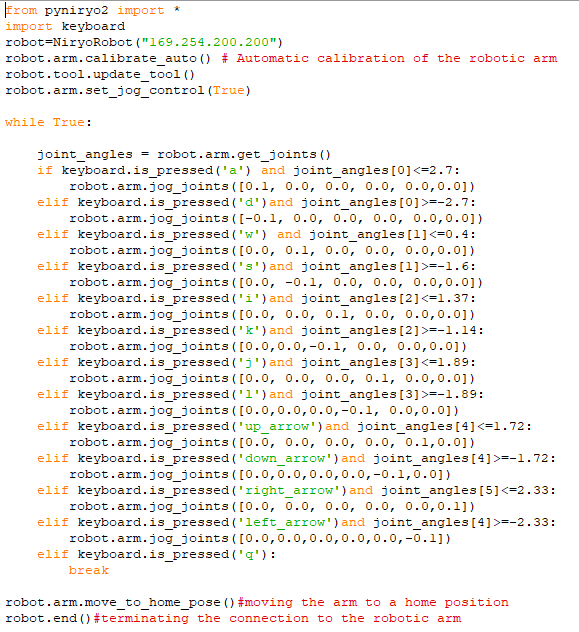 from pyniryo2 import *
import keyboard
robot=NiryoRobot("169.254.200.200")
robot.arm.calibrate_auto() # Automatic calibration of the robotic arm
robot.tool.update_tool()
robot.arm.set_jog_control(True)

while True:

    joint_angles = robot.arm.get_joints()
    if keyboard.is_pressed('a') and joint_angles[0]<=2.7:
        robot.arm.jog_joints([0.1, 0.0, 0.0, 0.0, 0.0,0.0])
    elif keyboard.is_pressed('d')and joint_angles[0]>=-2.7:
        robot.arm.jog_joints([-0.1, 0.0, 0.0, 0.0, 0.0,0.0])
    elif keyboard.is_pressed('w') and joint_angles[1]<=0.4:
        robot.arm.jog_joints([0.0, 0.1, 0.0, 0.0, 0.0,0.0])
    elif keyboard.is_pressed('s')and joint_angles[1]>=-1.6:
        robot.arm.jog_joints([0.0, -0.1, 0.0, 0.0, 0.0,0.0])
    elif keyboard.is_pressed('i')and joint_angles[2]<=1.37:
        robot.arm.jog_joints([0.0, 0.0, 0.1, 0.0, 0.0,0.0])
    elif keyboard.is_pressed('k')and joint_angles[2]>=-1.14:
        robot.arm.jog_joints([0.0,0.0,-0.1, 0.0, 0.0,0.0])
    elif keyboard.is_pressed('j')and joint_angles[3]<=1.89:
        robot.arm.jog_joints([0.0, 0.0, 0.0, 0.1, 0.0,0.0])
    elif keyboard.is_pressed('l')and joint_angles[3]>=-1.89:
        robot.arm.jog_joints([0.0,0.0,0.0,-0.1, 0.0,0.0])
    elif keyboard.is_pressed('up_arrow')and joint_angles[4]<=1.72:
        robot.arm.jog_joints([0.0, 0.0, 0.0, 0.0, 0.1,0.0])
    elif keyboard.is_pressed('down_arrow')and joint_angles[4]>=-1.72:
        robot.arm.jog_joints([0.0,0.0,0.0,0.0,-0.1,0.0])
    elif keyboard.is_pressed('right_arrow')and joint_angles[5]<=2.33:
        robot.arm.jog_joints([0.0, 0.0, 0.0, 0.0, 0.0,0.1])
    elif keyboard.is_pressed('left_arrow')and joint_angles[4]>=-2.33:
        robot.arm.jog_joints([0.0,0.0,0.0,0.0,0.0,-0.1])
    elif keyboard.is_pressed('q'):
        break

robot.arm.move_to_home_pose()#moving the arm to a home position
robot.end()#terminating the connection to the robotic arm